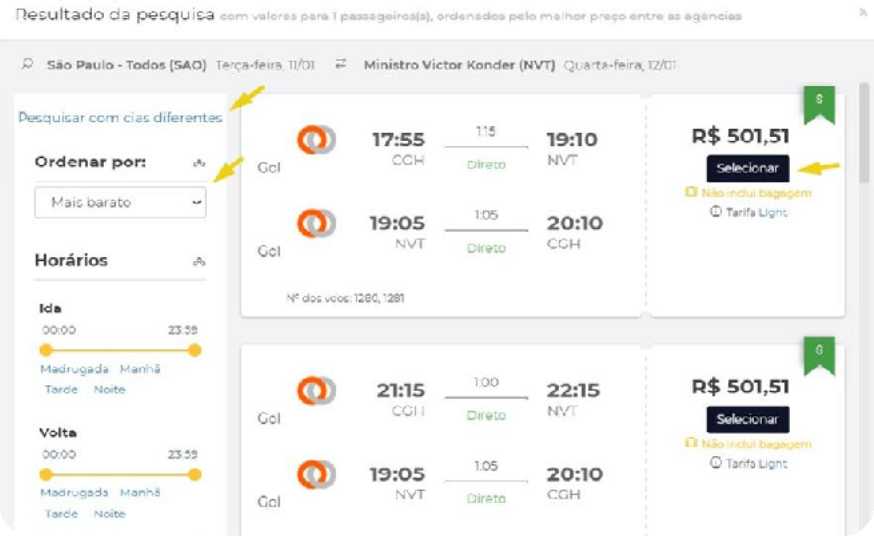 Resultado da pesquisa com valores para 1 passageiros(s), ordenados pelo melhor preço entre as agências
São Paulo - Todos (SAO) Terça-feira, 11/01 ⇄ Ministro Victor Konder (NVT) Quarta-feira, 12/01
Pesquisar com cias diferentes
Ordenar por:
Mais barato
Horários
Ida
00:00 23:59
Madrugada Manhã
Tarde Noite
Volta
00:00 23:59
Madrugada Manhã
Tarde Noite
Gol
17:55 1:15 19:10
CGH Direto NVT
Gol
19:05 1:05 20:10
NVT Direto CGH
Nº dos voos: 1280, 1281
$
R$ 501,51
Selecionar
Não inclui bagagem
Tarifa Light
Gol
21:15 1:00 22:15
CGH Direto NVT
Gol
19:05 1:05 20:10
NVT Direto CGH
$
R$ 501,51
Selecionar
Não inclui bagagem
Tarifa Light